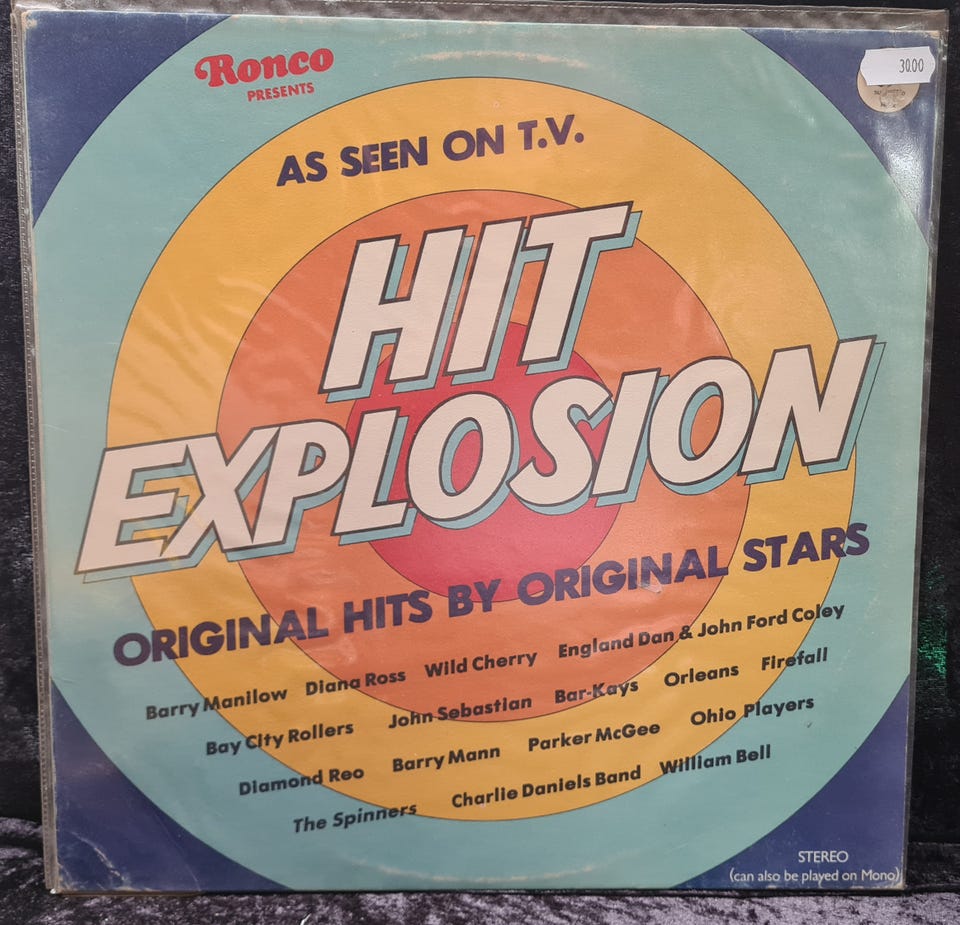 Ronco
PRESENTS
30.00
AS SEEN ON T.V.
HIT
EXPLOSION
ORIGINAL HITS BY ORIGINAL STARS
Barry Manilow Diana Ross Wild Cherry England Dan & John Ford Coley
Bay City Rollers John Sebastian Bar-Kays Orleans Firefall
Diamond Reo Barry Mann Parker McGee Ohio Players
The Spinners Charlie Daniels Band William Bell
STEREO
(can also be played on Mono)